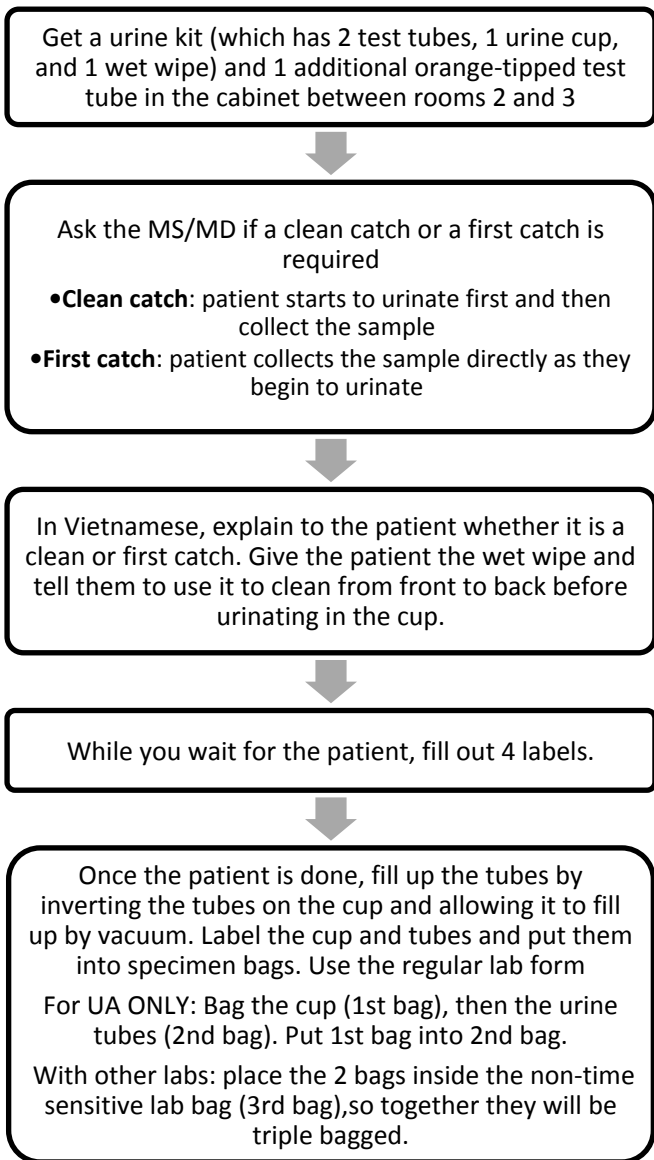 Get a urine kit (which has 2 test tubes, 1 urine cup,
and 1 wet wipe) and 1 additional orange-tipped test
tube in the cabinet between rooms 2 and 3
Ask the MS/MD if a clean catch or a first catch is
required
•Clean catch: patient starts to urinate first and then
collect the sample
•First catch: patient collects the sample directly as they
begin to urinate
In Vietnamese, explain to the patient whether it is a
clean or first catch. Give the patient the wet wipe and
tell them to use it to clean from front to back before
urinating in the cup.
While you wait for the patient, fill out 4 labels.
Once the patient is done, fill up the tubes by
inverting the tubes on the cup and allowing it to fill
up by vacuum. Label the cup and tubes and put them
into specimen bags. Use the regular lab form
For UA ONLY: Bag the cup (1st bag), then the urine
tubes (2nd bag). Put 1st bag into 2nd bag.
With other labs: place the 2 bags inside the non-time
sensitive lab bag (3rd bag),so together they will be
triple bagged.